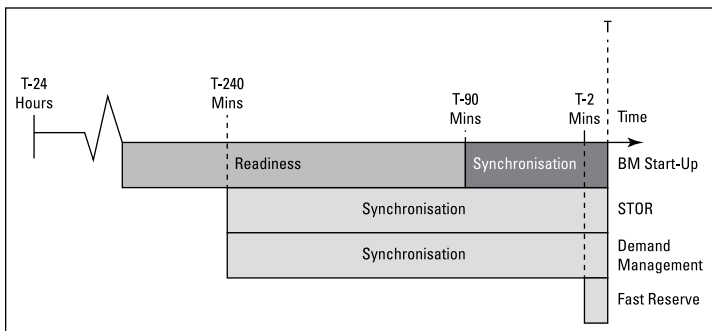 T
T-24
Hours
T-240
Mins
T-90
Mins
T-2
Mins
Time
Readiness
Synchronisation
BM Start-Up
Synchronisation
STOR
Synchronisation
Demand
Management
Fast Reserve